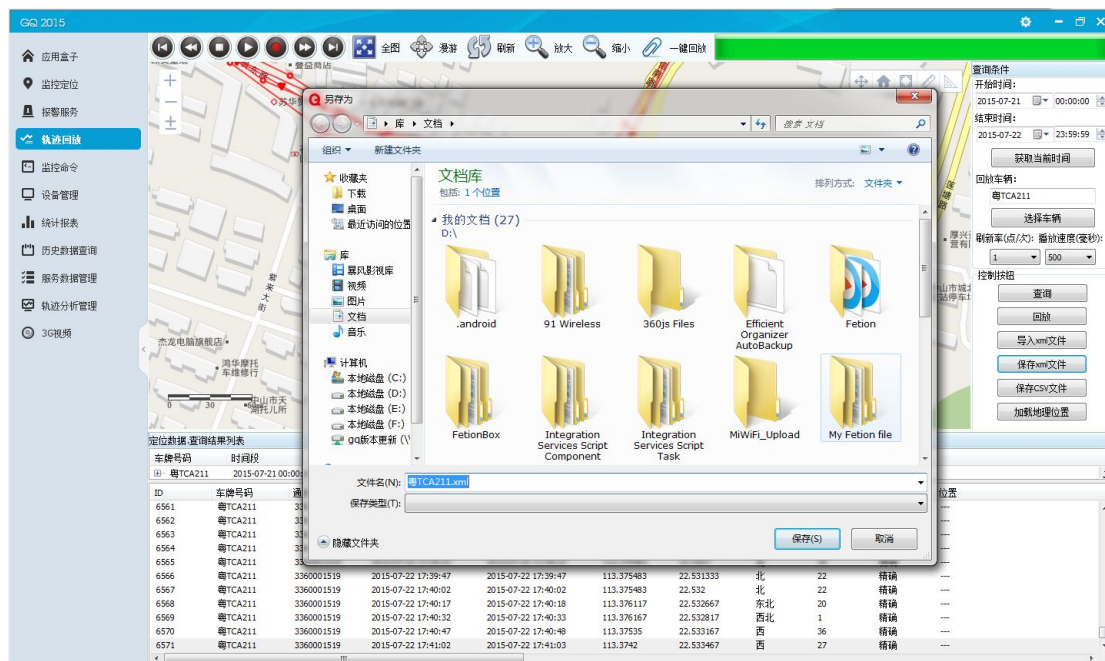 GQ 2015
应用盒子
监控定位
报警服务
轨迹回放
监控命令
设备管理
统计报表
历史数据查询
服务数据管理
轨迹分析管理
3G视频
全图 漫游 刷新 放大 缩小 一键回放
营益商店
紫来大街
杰龙电脑旗舰店
鸿华摩托车维修行
中山市天
湖托儿所
0 30
查询条件
开始时间:
2015-07-21 00:00:00
结束时间:
2015-07-22 23:59:59
获取当前时间
回放车辆:
粤TCA211
选择车辆
刷新率(点/次): 播放速度(毫秒):
1 500
控制按钮
查询
回放
导入xml文件
保存xml文件
保存CSV文件
加载地理位置
另存为
库 文档
搜索 文档
组织 新建文件夹
收藏夹
下载
桌面
最近访问的位置
库
暴风影视库
视频
图片
文档
音乐
计算机
本地磁盘 (C:)
本地磁盘 (D:)
本地磁盘 (E:)
本地磁盘 (F:)
gq版本更新 (\\
文档库
包括: 1 个位置
排列方式: 文件夹
我的文档 (27)
D:\
.android
91 Wireless
360js Files
Efficient Organizer AutoBackup
Fetion
FetionBox
Integration Services Script Component
Integration Services Script Task
MiWiFi_Upload
My Fetion file
文件名(N): 粤TCA211.xml
保存类型(T):
隐藏文件夹
保存(S) 取消
定位数据.查询结果列表
车牌号码 时间段
粤TCA211 2015-07-21 00:00:
ID 车牌号码 通 位置
6561 粤TCA211 33 ---
6562 粤TCA211 33 ---
6563 粤TCA211 33 ---
6564 粤TCA211 33 ---
6565 粤TCA211 ---
6566 粤TCA211 3360001519 2015-07-22 17:39:47 2015-07-22 17:39:47 113.375483 22.531333 北 22 精确 ---
6567 粤TCA211 3360001519 2015-07-22 17:40:02 2015-07-22 17:40:02 113.375483 22.532 北 22 精确 ---
6568 粤TCA211 3360001519 2015-07-22 17:40:17 2015-07-22 17:40:18 113.376117 22.532667 东北 20 精确 ---
6569 粤TCA211 3360001519 2015-07-22 17:40:32 2015-07-22 17:40:33 113.376167 22.532817 西北 1 精确 ---
6570 粤TCA211 3360001519 2015-07-22 17:40:47 2015-07-22 17:40:48 113.37535 22.533167 西 36 精确 ---
6571 粤TCA211 3360001519 2015-07-22 17:41:02 2015-07-22 17:41:03 113.3742 22.533467 西 27 精确 ---